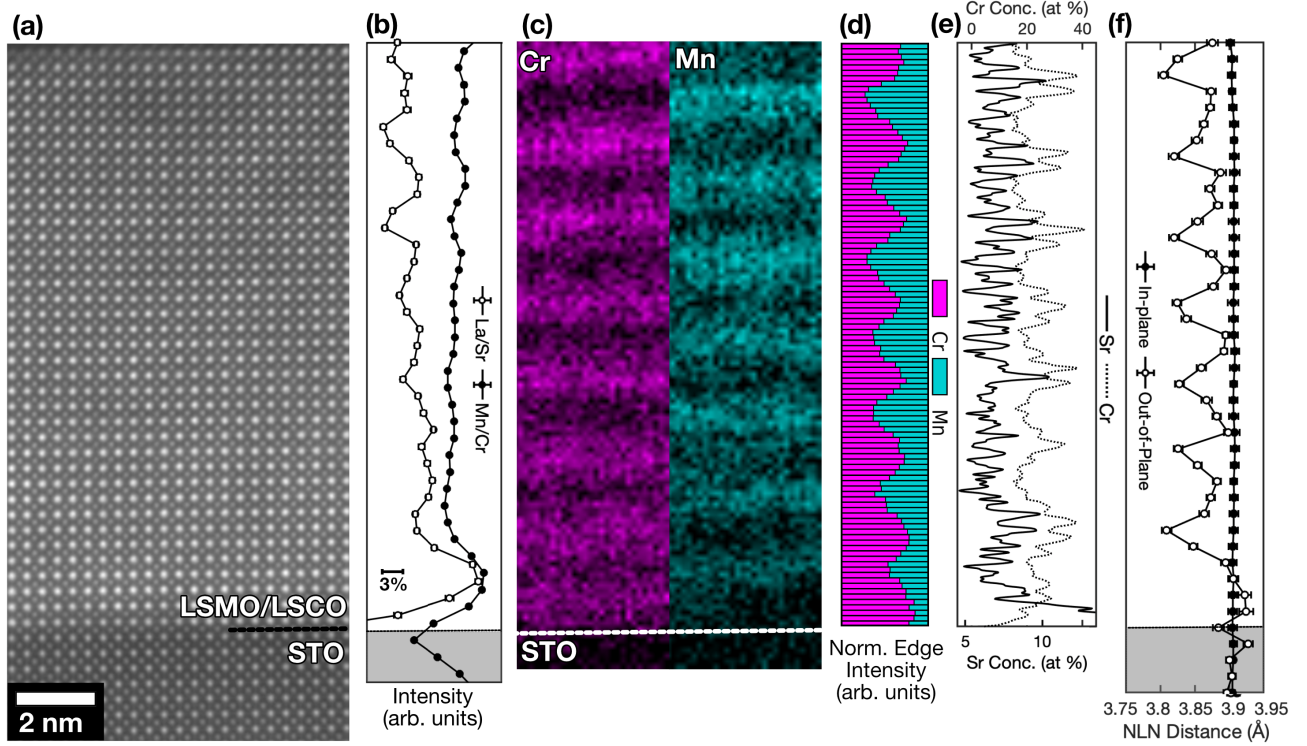 (a)
(b)
(c)
(d)
(e)
(f)
Cr Conc. (at %)
0 20 40
Cr
Mn
La/Sr
Mn/Cr
3%
LSMO/LSCO
STO
2 nm
Intensity
(arb. units)
STO
Cr
Mn
Norm. Edge
Intensity
(arb. units)
Sr
Cr
5 10
Sr Conc. (at %)
In-plane
Out-of-Plane
3.75 3.8 3.85 3.9 3.95
NLN Distance (Å)